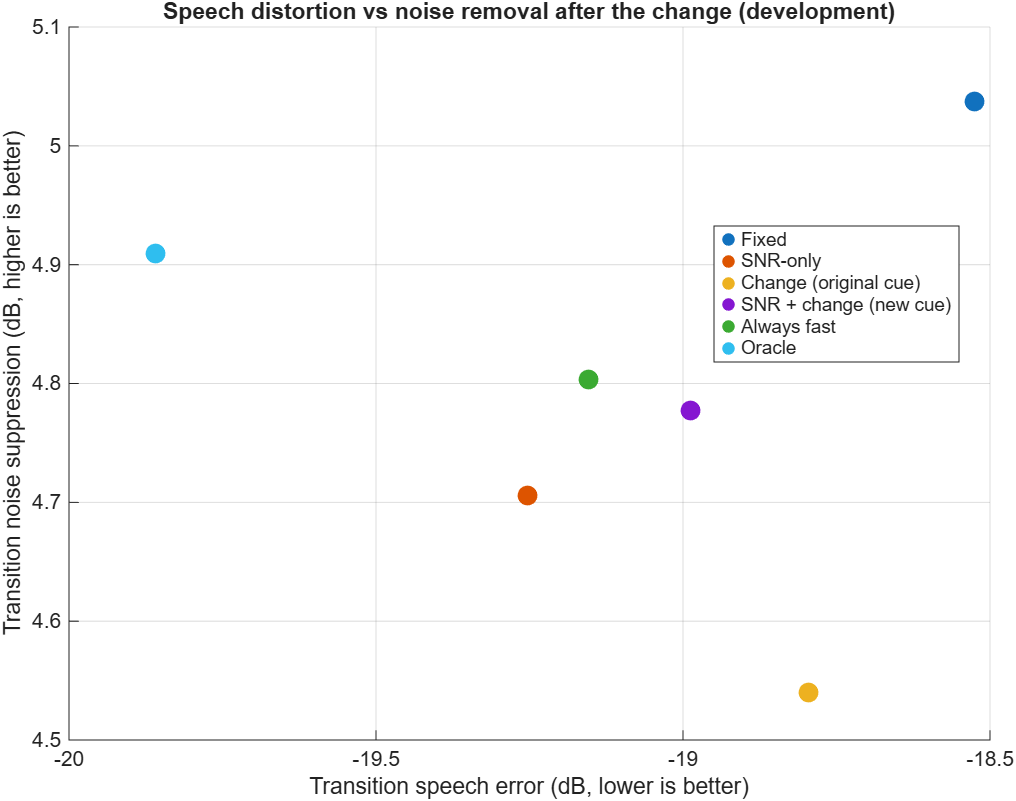 Speech distortion vs noise removal after the change (development)
Transition noise suppression (dB, higher is better)
5.1
5
4.9
4.8
4.7
4.6
4.5
Fixed
SNR-only
Change (original cue)
SNR + change (new cue)
Always fast
Oracle
-20
-19.5
-19
-18.5
Transition speech error (dB, lower is better)